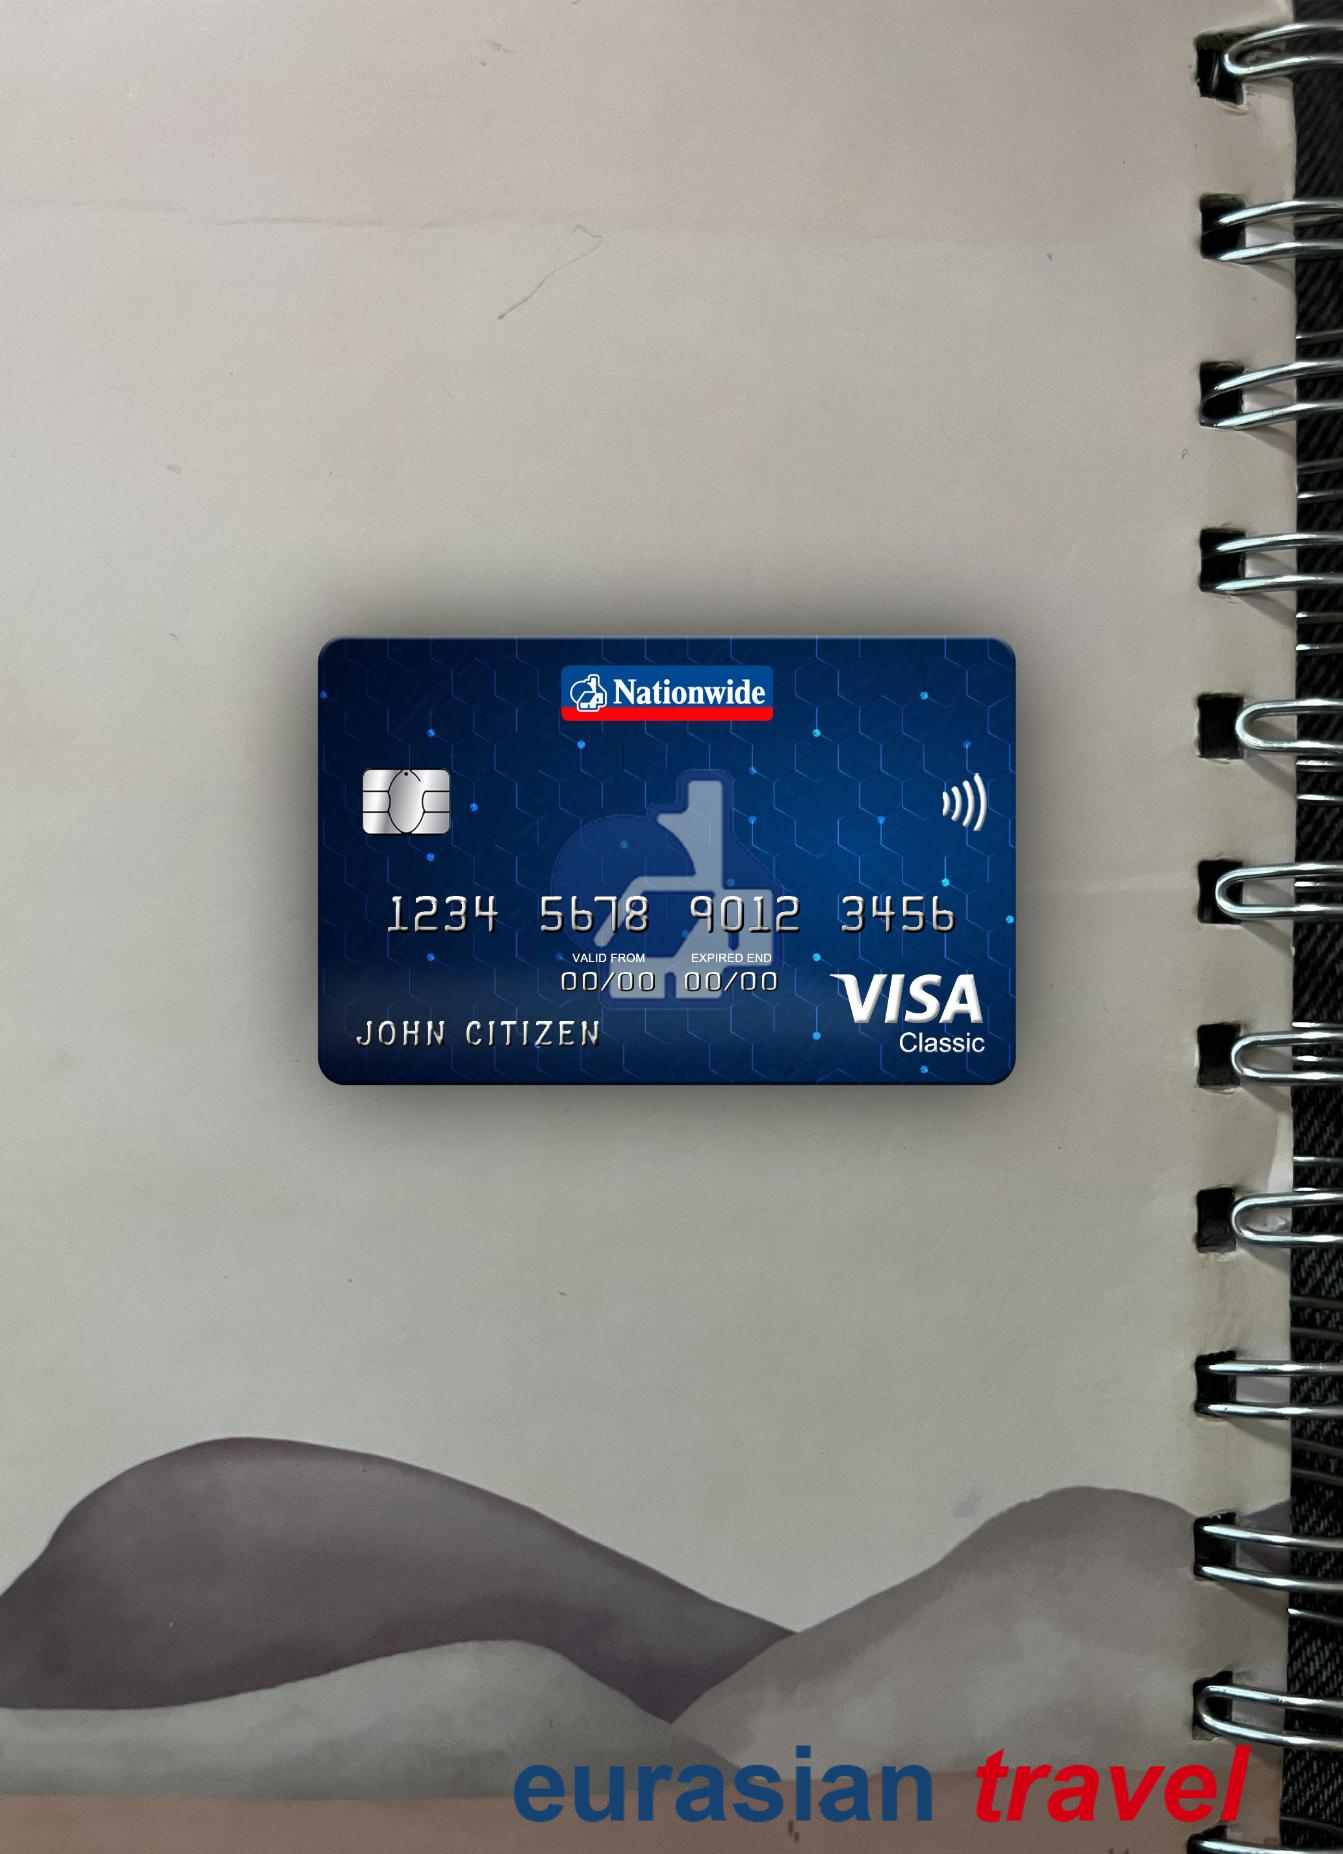 Nationwide
1234 5678 9012 3456
VALID FROM EXPIRED END
00/00 00/00
VISA
JOHN CITIZEN
Classic
eurasian travel